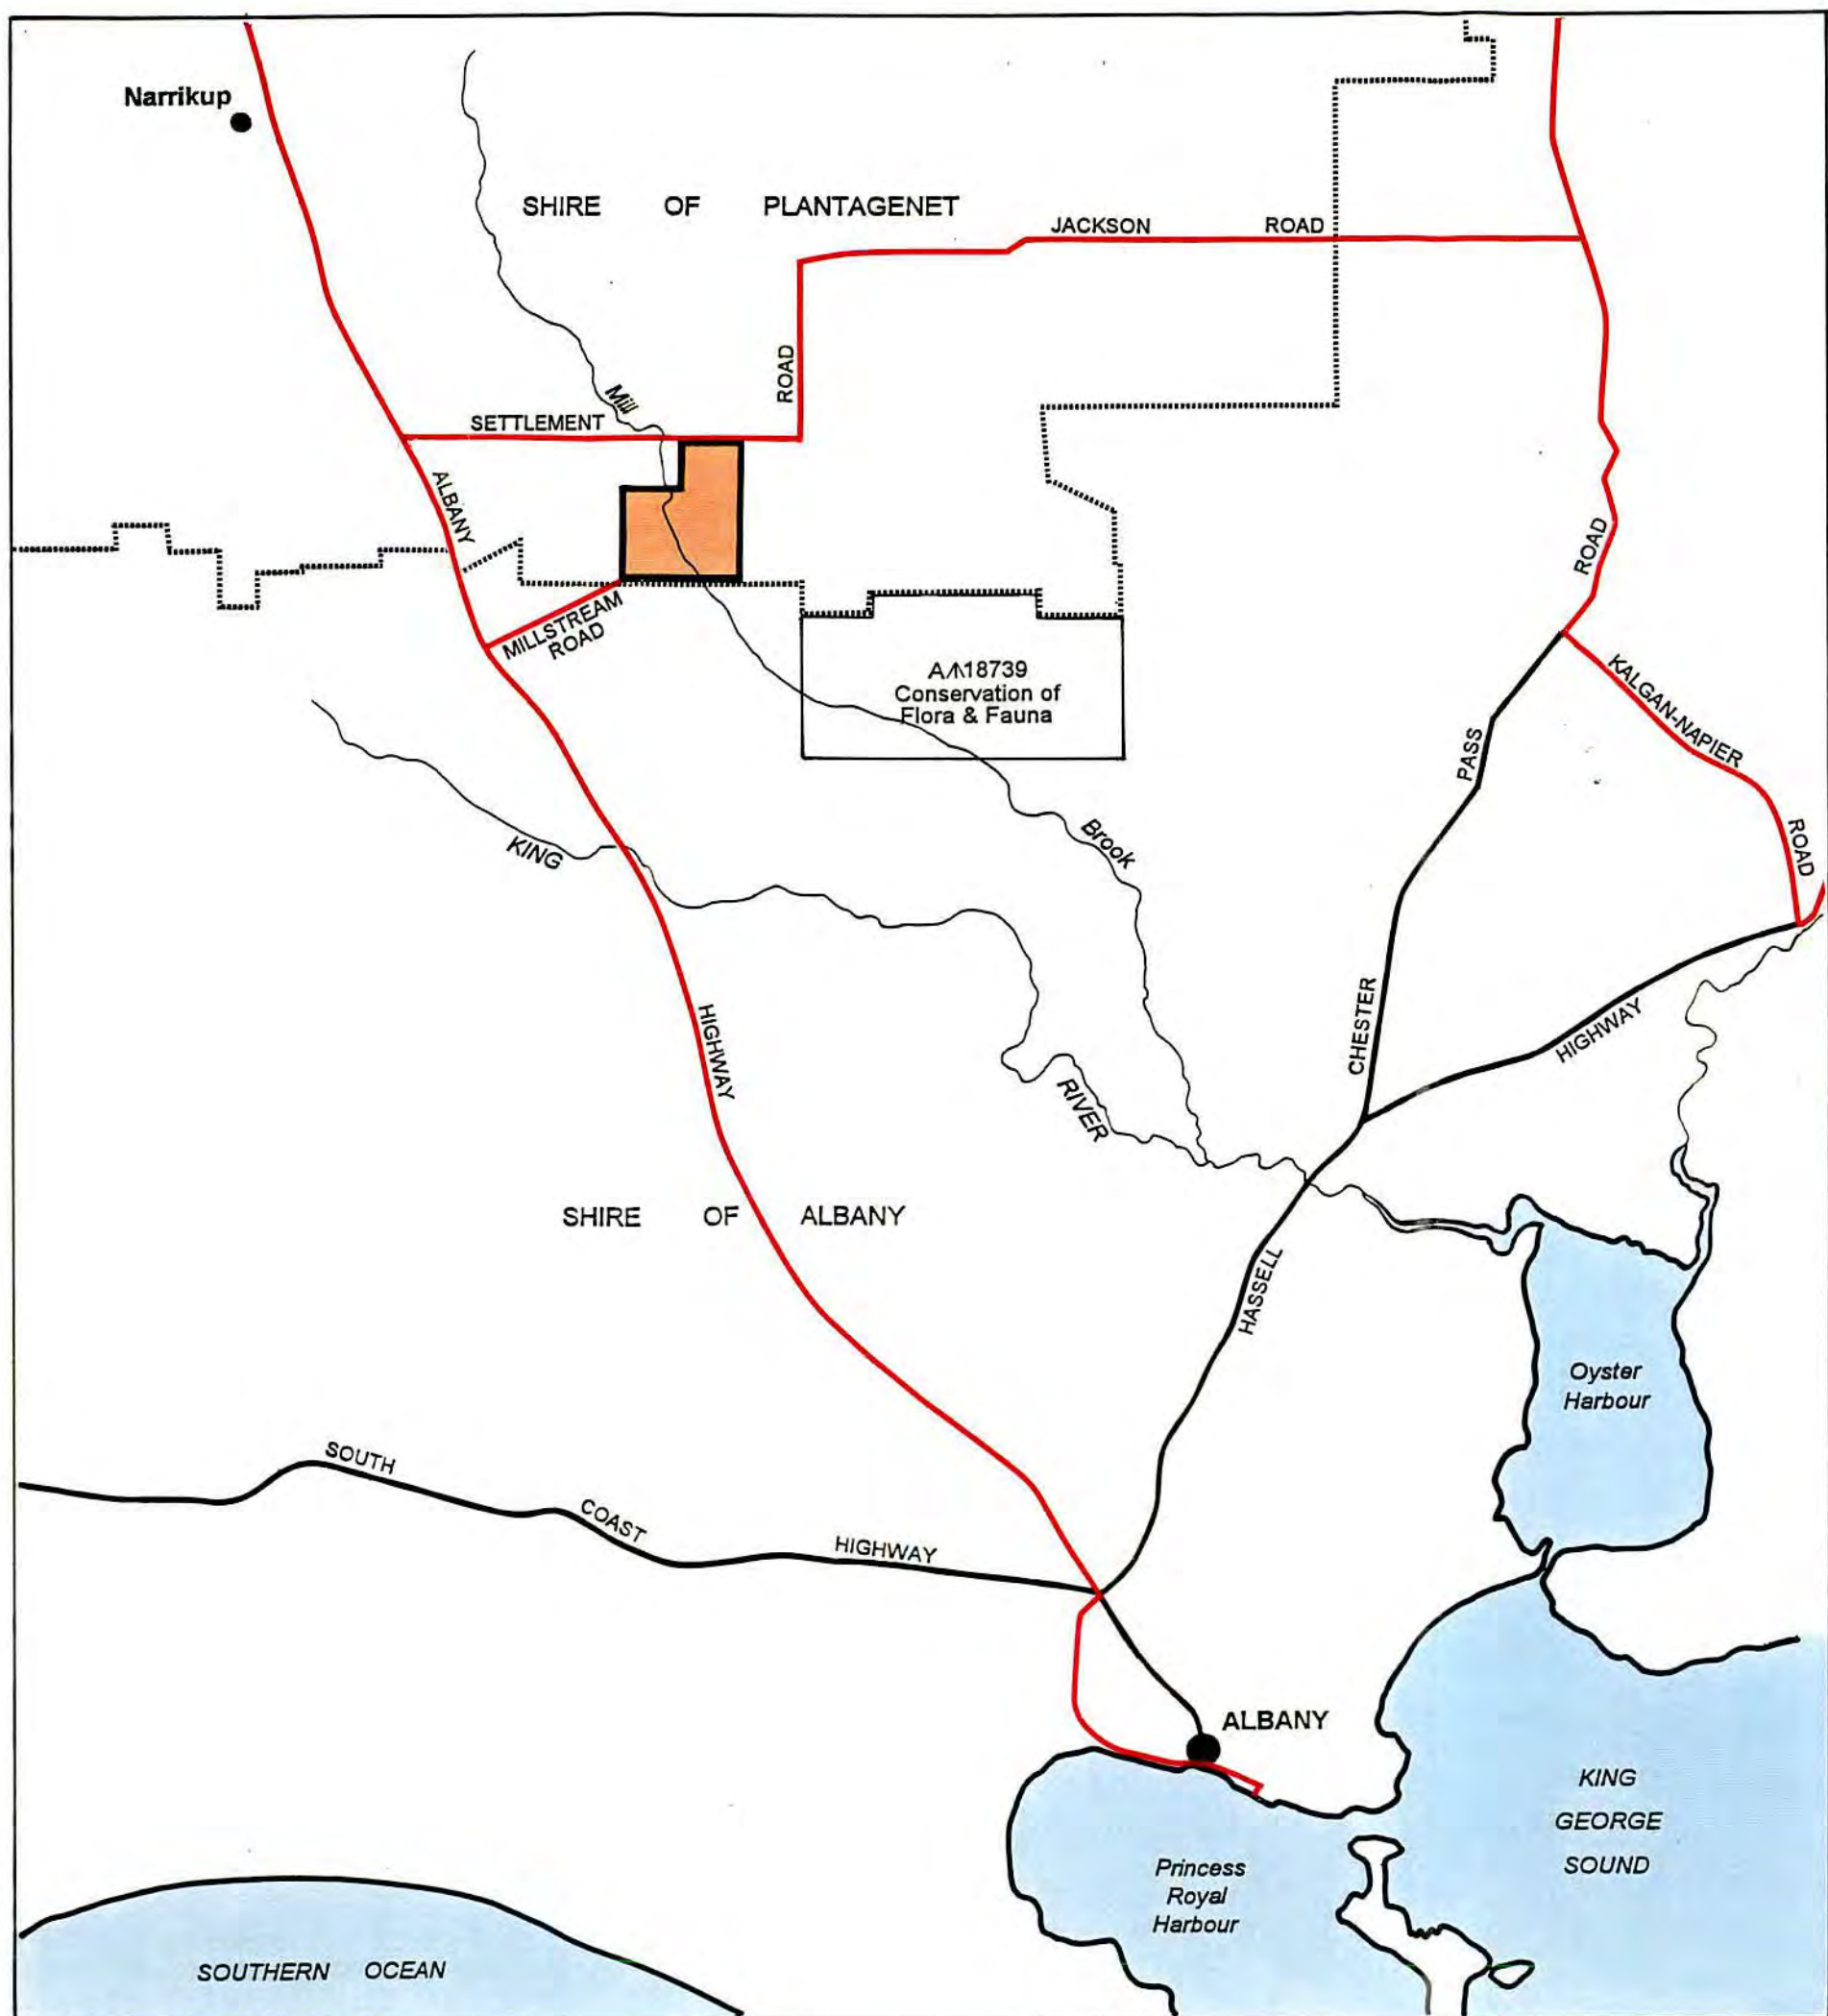 Narrikup
SHIRE OF PLANTAGENET
JACKSON ROAD
ROAD
Mill
SETTLEMENT
ALBANY
ROAD
MILLSTREAM
ROAD
A 18739
Conservation of
Flora & Fauna
KALGAN-NAPIER
PASS
KING
Brook
ROAD
HIGHWAY
CHESTER
HIGHWAY
RIVER
SHIRE OF ALBANY
HASSELL
Oyster
Harbour
SOUTH
COAST
HIGHWAY
ALBANY
KING
GEORGE
SOUND
Princess
Royal
Harbour
SOUTHERN OCEAN